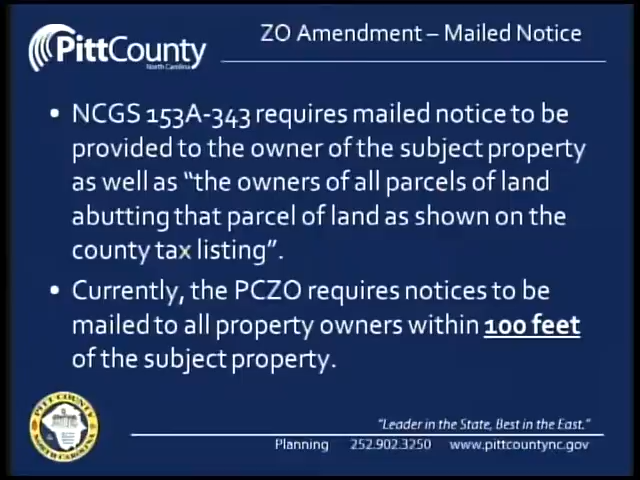 PittCounty
North Carolina
ZO Amendment – Mailed Notice
• NCGS 153A-343 requires mailed notice to be
provided to the owner of the subject property
as well as “the owners of all parcels of land
abutting that parcel of land as shown on the
county tax listing”.
• Currently, the PCZO requires notices to be
mailed to all property owners within 100 feet
of the subject property.
PITT COUNTY
NORTH CAROLINA
“Leader in the State, Best in the East.”
Planning 252.902.3250 www.pittcountync.gov